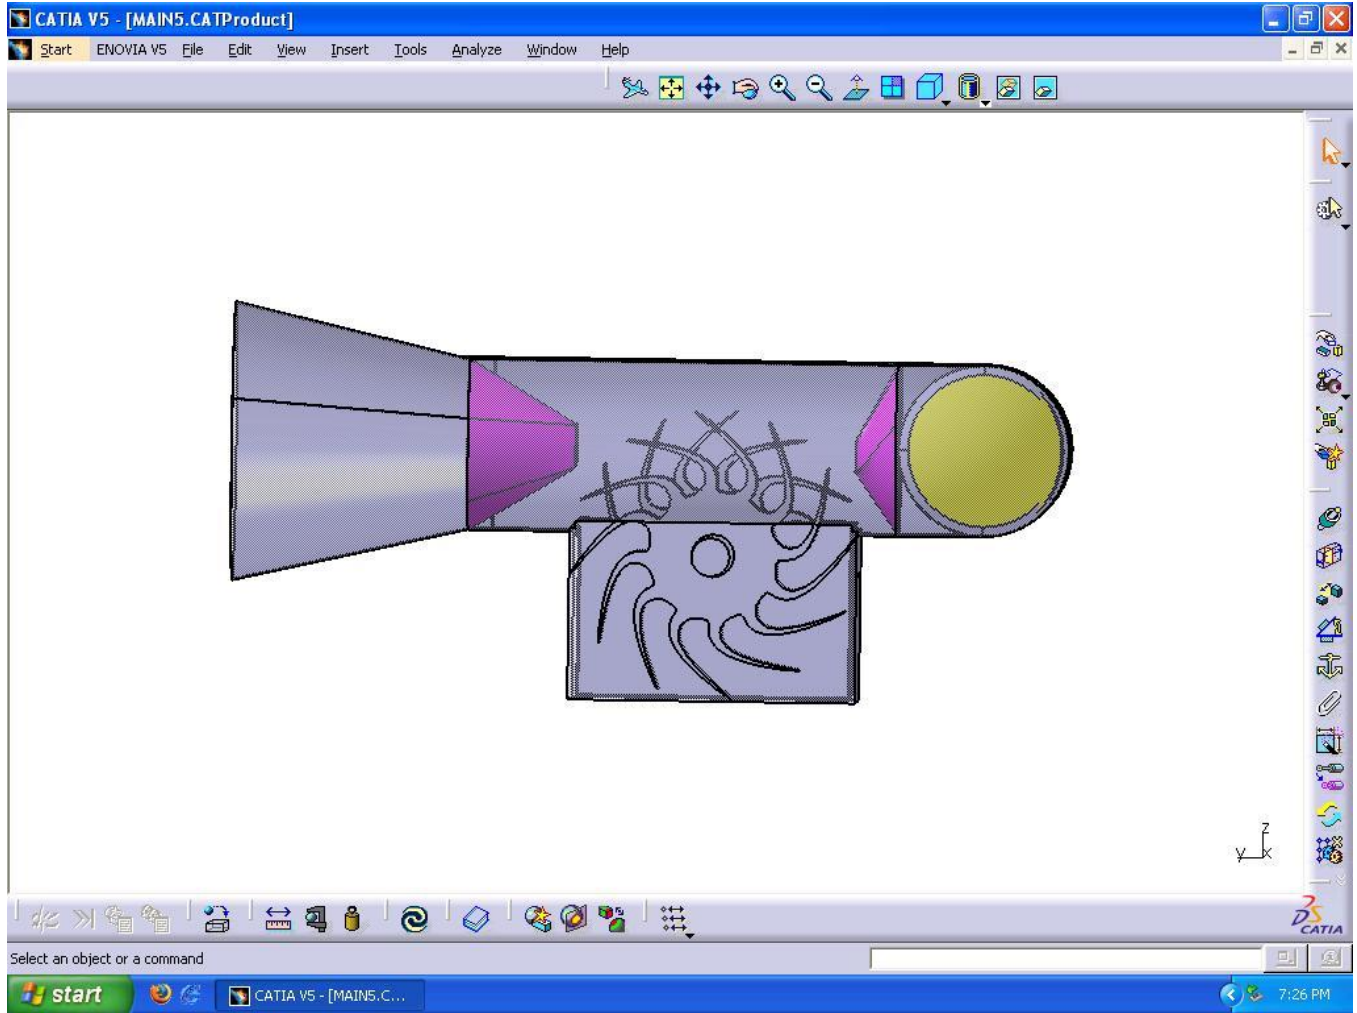 CATIA V5 - [MAIN5.CATProduct]
Start ENOVIA V5 File Edit View Insert Tools Analyze Window Help
z
y x
DS
CATIA
Select an object or a command
start CATIA V5 - [MAIN5.C... 7:26 PM